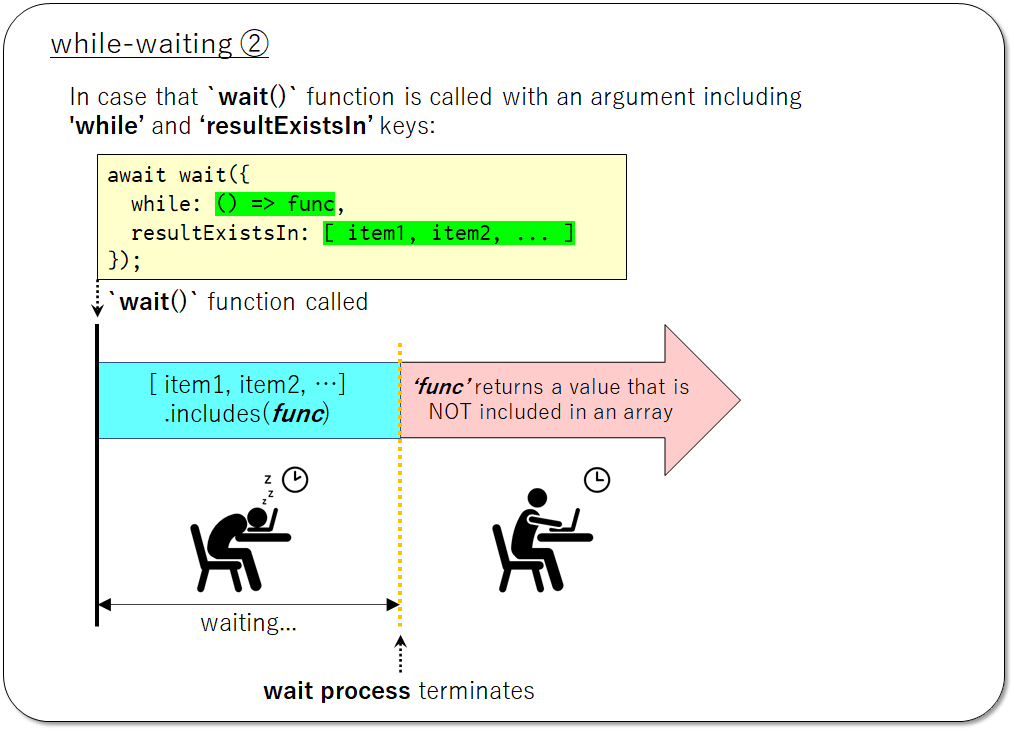 while-waiting ②
In case that `wait()` function is called with an argument including
'while’ and ‘resultExistsIn’ keys:
await wait({
  while: () => func,
  resultExistsIn: [ item1, item2, ... ]
});
`wait()` function called
[ item1, item2, …]
.includes(func)
‘func’ returns a value that is
NOT included in an array
z
z
z
waiting...
wait process terminates